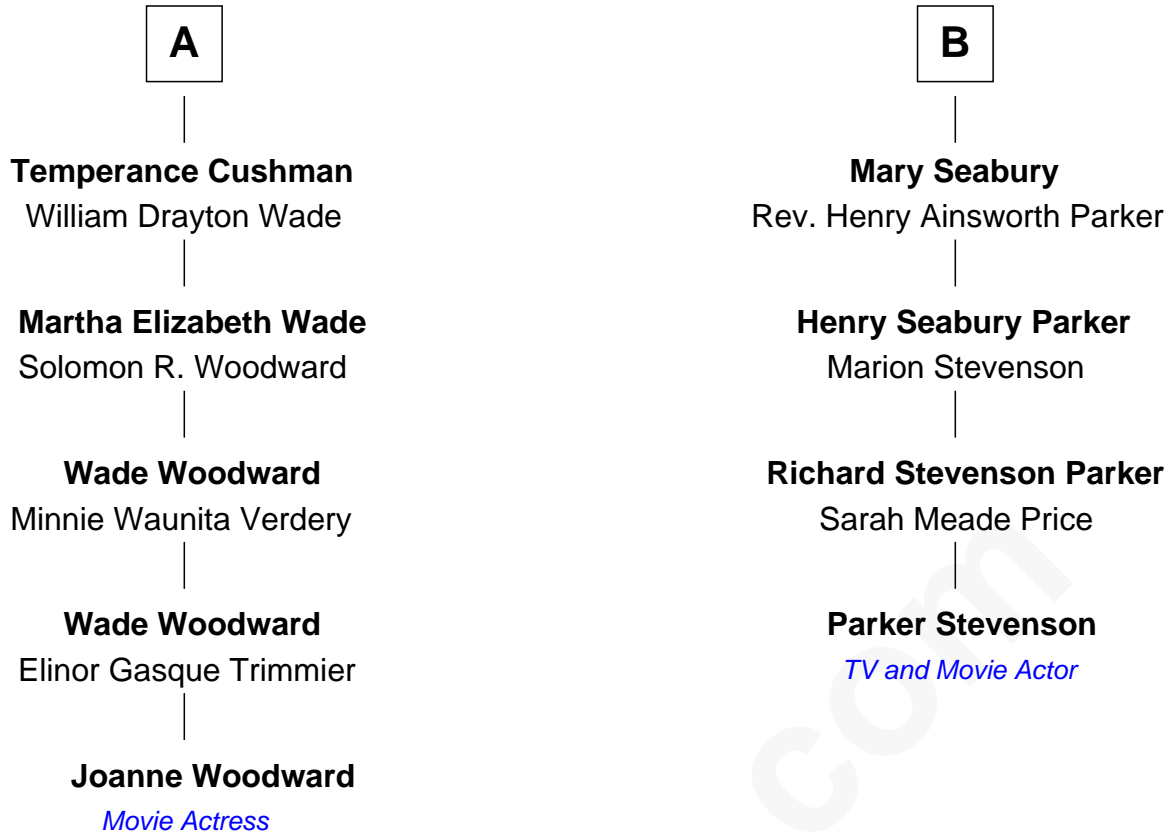 A
Temperance Cushman
William Drayton Wade
Martha Elizabeth Wade
Solomon R. Woodward
Wade Woodward
Minnie Waunita Verdery
Wade Woodward
Elinor Gasque Trimmier
Joanne Woodward
Movie Actress
B
Mary Seabury
Rev. Henry Ainsworth Parker
Henry Seabury Parker
Marion Stevenson
Richard Stevenson Parker
Sarah Meade Price
Parker Stevenson
TV and Movie Actor
com